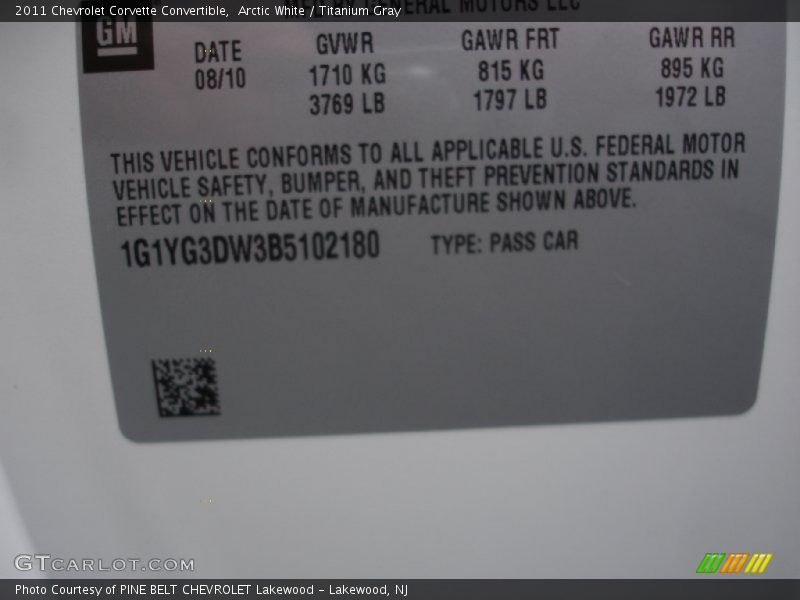 2011 Chevrolet Corvette Convertible, Arctic White / Titanium Gray
GENERAL MOTORS LLC
GM
DATE GVWR GAWR FRT GAWR RR
08/10 1710 KG 815 KG 895 KG
3769 LB 1797 LB 1972 LB
THIS VEHICLE CONFORMS TO ALL APPLICABLE U.S. FEDERAL MOTOR
VEHICLE SAFETY, BUMPER, AND THEFT PREVENTION STANDARDS IN
EFFECT ON THE DATE OF MANUFACTURE SHOWN ABOVE.
1G1YG3DW3B5102180 TYPE: PASS CAR
GTCARLOT.COM
Photo Courtesy of PINE BELT CHEVROLET Lakewood - Lakewood, NJ